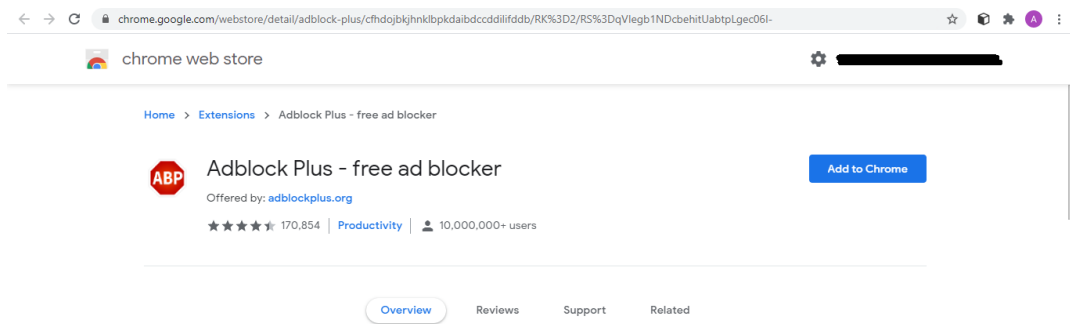 chrome.google.com/webstore/detail/adblock-plus/cfhdojbkjhnklbpkdaibdccddilifddb/RK%3D2/RS%3DqVlegb1NDcbehitUabtpLgec06I-
A
chrome web store
Home > Extensions > Adblock Plus - free ad blocker
ABP
Adblock Plus - free ad blocker
Add to Chrome
Offered by: adblockplus.org
170,854 | Productivity | 10,000,000+ users
Overview Reviews Support Related